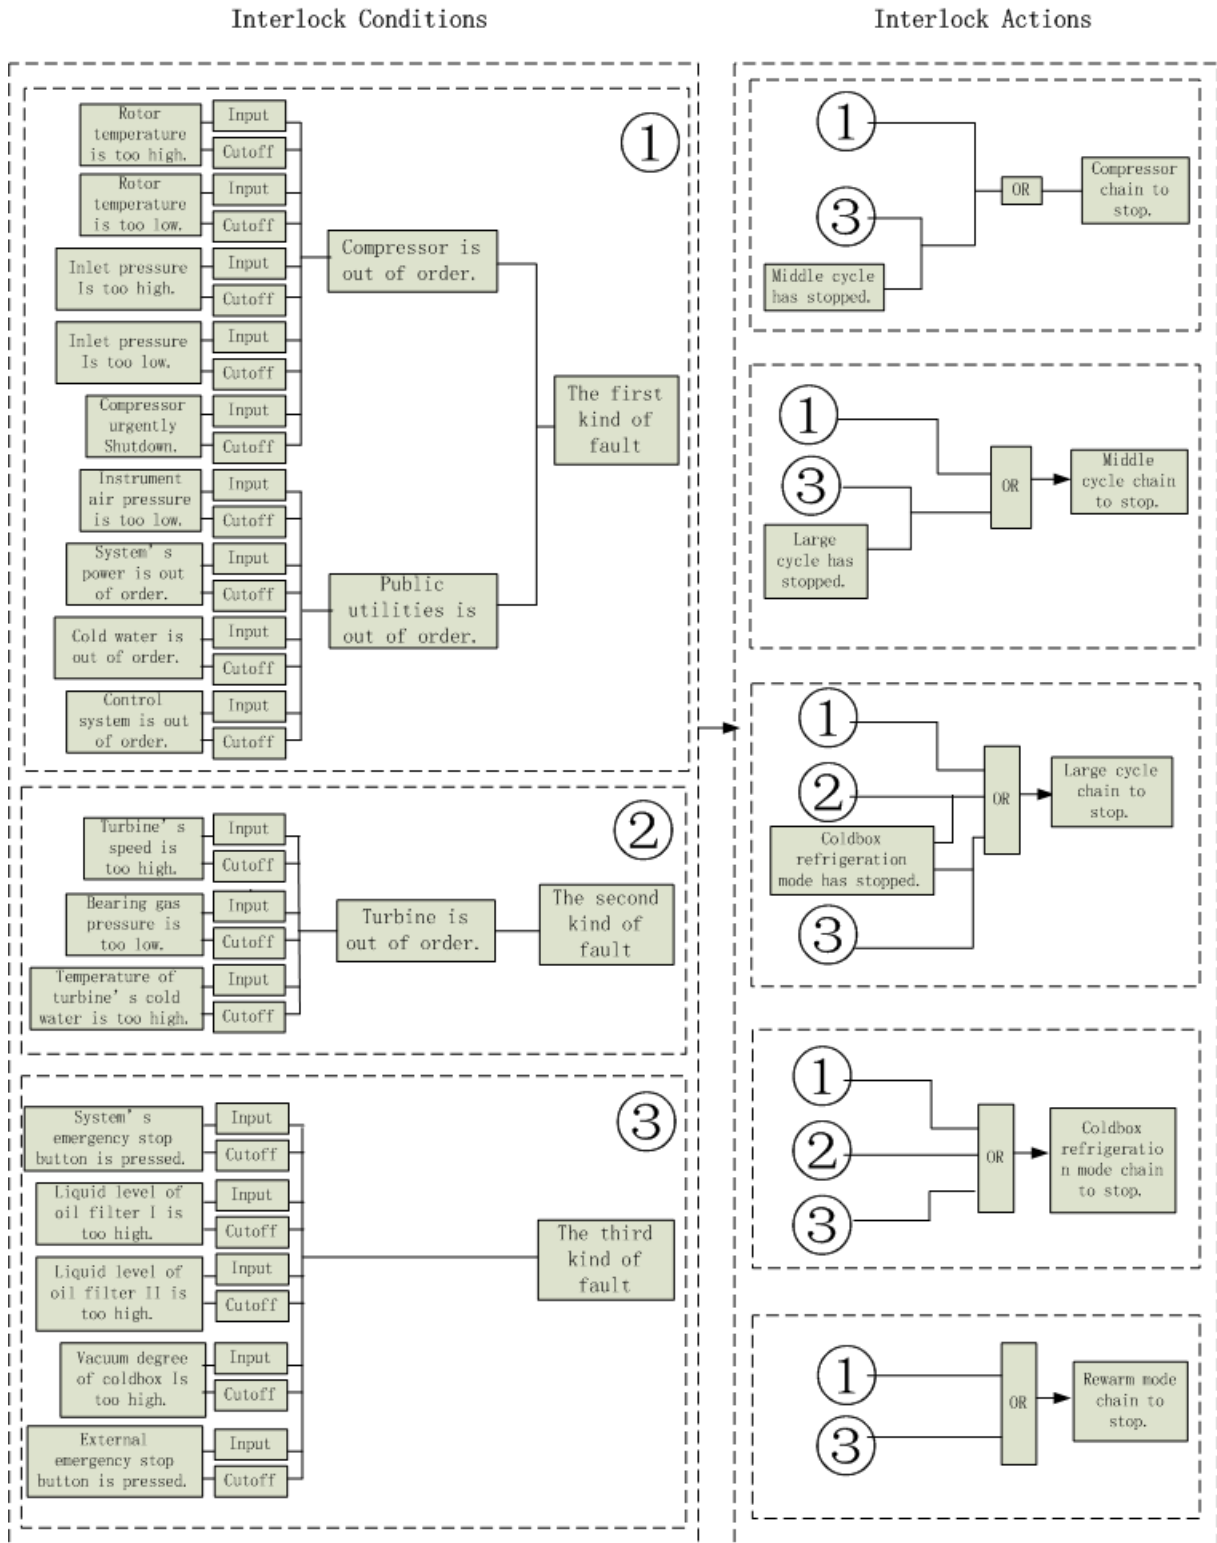 Interlock Conditions
Interlock Actions
①
Rotor
temperature
is too high.
Input
Cutoff
Rotor
temperature
is too low.
Input
Cutoff
Inlet pressure
Is too high.
Input
Cutoff
Inlet pressure
Is too low.
Input
Cutoff
Compressor
urgently
Shutdown.
Input
Cutoff
Compressor is
out of order.
Instrument
air pressure
is too low.
Input
Cutoff
System's
power is out
of order.
Input
Cutoff
Cold water is
out of order.
Input
Cutoff
Control
system is out
of order.
Input
Cutoff
Public
utilities is
out of order.
The first
kind of
fault
②
Turbine's
speed is
too high.
Input
Cutoff
Bearing gas
pressure is
too low.
Input
Cutoff
Temperature of
turbine's cold
water is too high.
Input
Cutoff
Turbine is
out of order.
The second
kind of
fault
③
System's
emergency stop
button is pressed.
Input
Cutoff
Liquid level of
oil filter I is
too high.
Input
Cutoff
Liquid level of
oil filter II is
too high.
Input
Cutoff
Vacuum degree
of coldbox Is
too high.
Input
Cutoff
External
emergency stop
button is pressed.
Input
Cutoff
The third
kind of
fault
①
③
Middle cycle
has stopped.
OR
Compressor
chain to
stop.
①
③
Large
cycle has
stopped.
OR
Middle
cycle chain
to stop.
①
②
Coldbox
refrigeration
mode has stopped.
③
OR
Large cycle
chain to
stop.
①
②
③
OR
Coldbox
refrigeratio
n mode chain
to stop.
①
③
OR
Rewarm mode
chain to
stop.